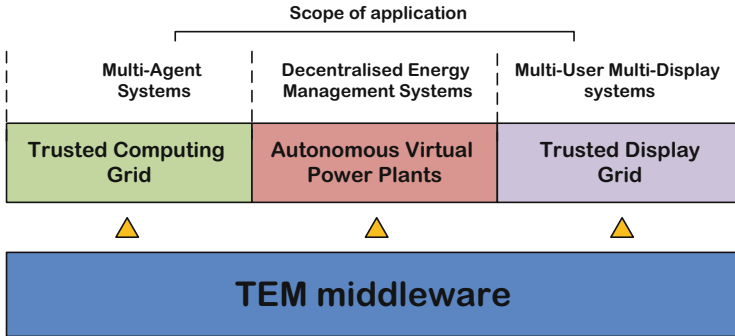 Scope of application
Multi-Agent
Systems
Decentralised Energy
Management Systems
Multi-User Multi-Display
systems
Trusted Computing
Grid
Autonomous Virtual
Power Plants
Trusted Display
Grid
TEM middleware